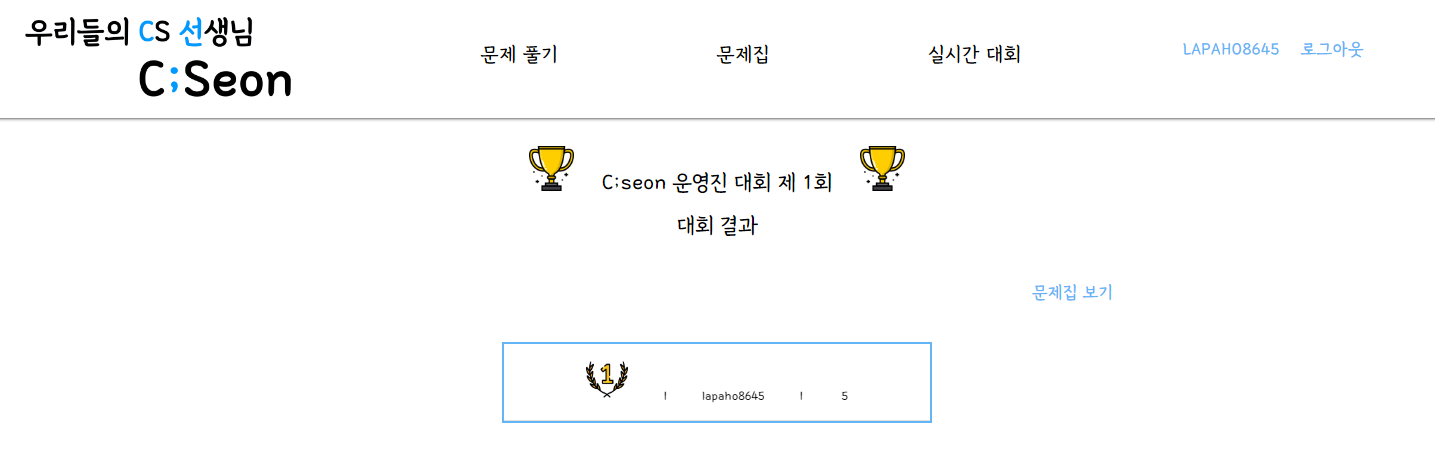 우리들의 CS 선생님
C;Seon
문제 풀기 문제집 실시간 대회 LAPAHO8645 로그아웃
C;seon 운영진 대회 제 1회
대회 결과
문제집 보기
1 | lapaho8645 | 5